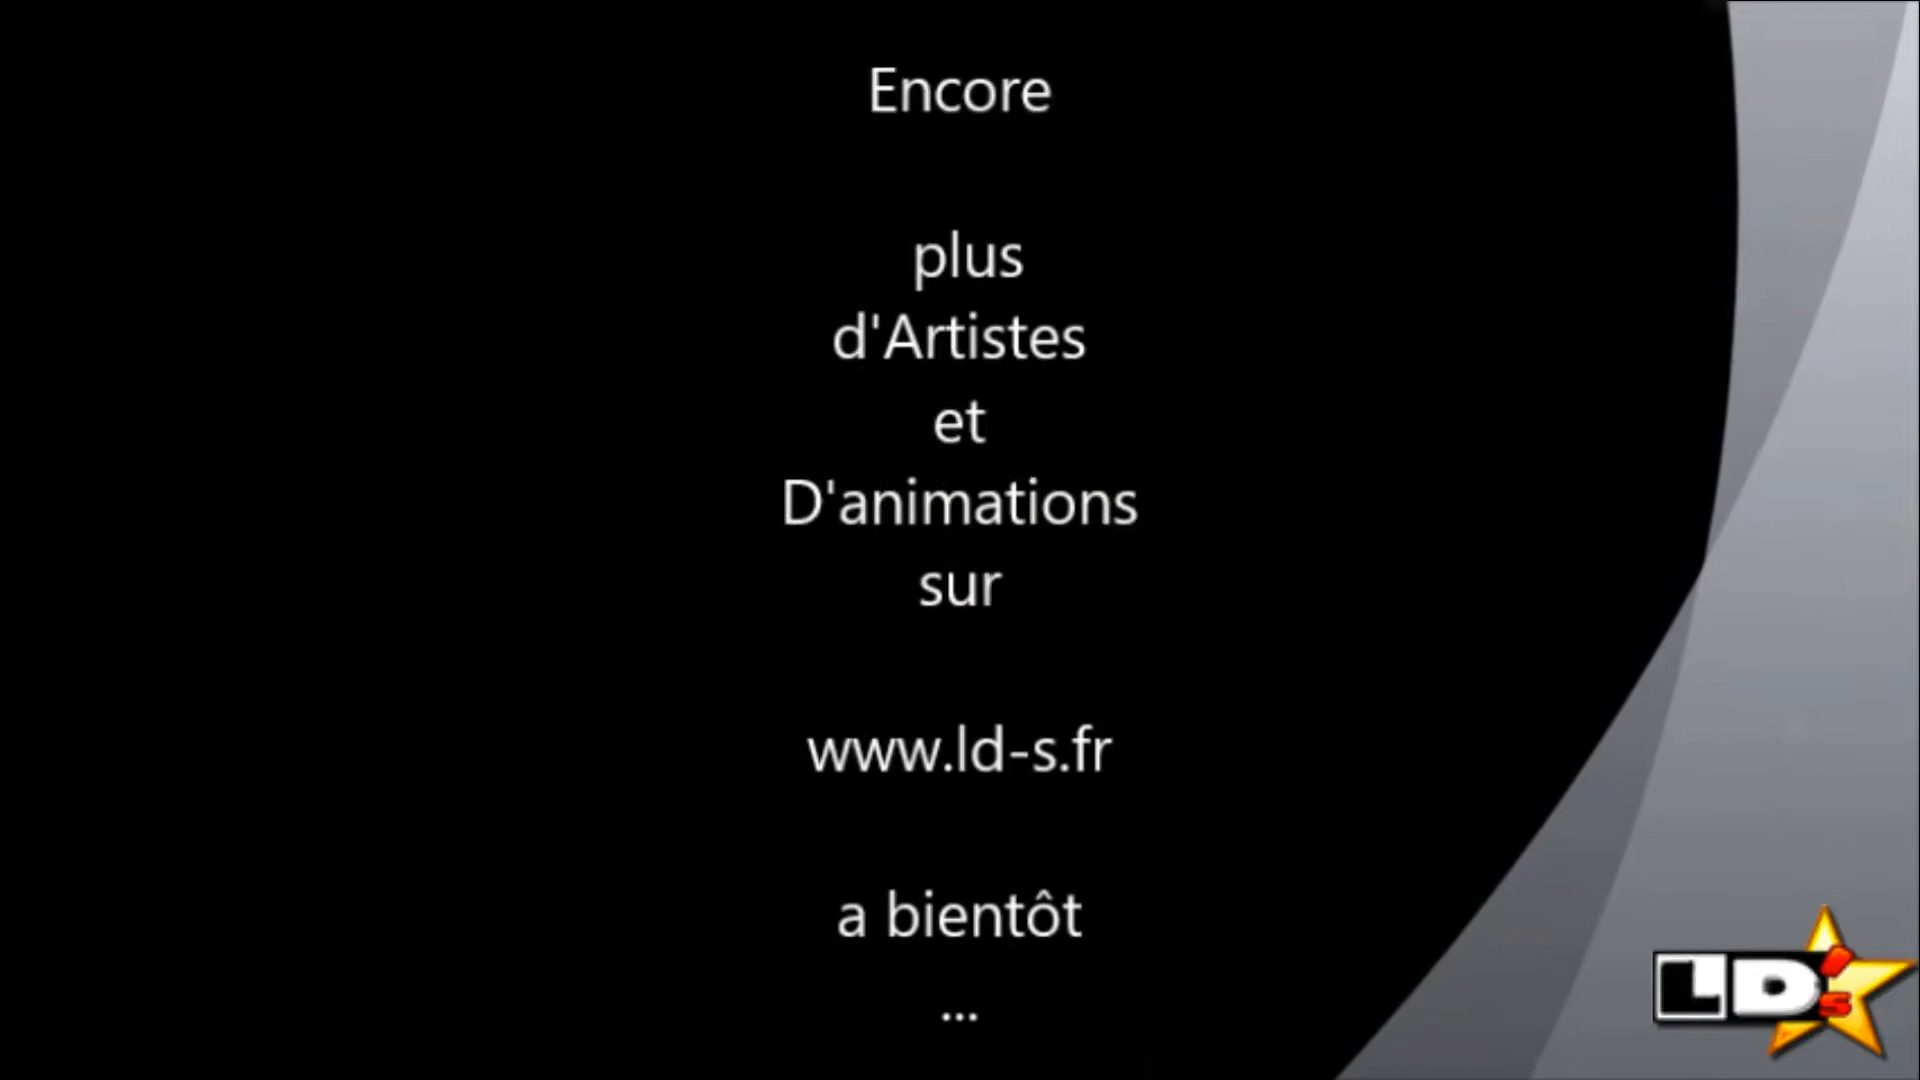 Encore
plus
d'Artistes
et
D'animations
sur
www.ld-s.fr
a bientôt
...
LD's